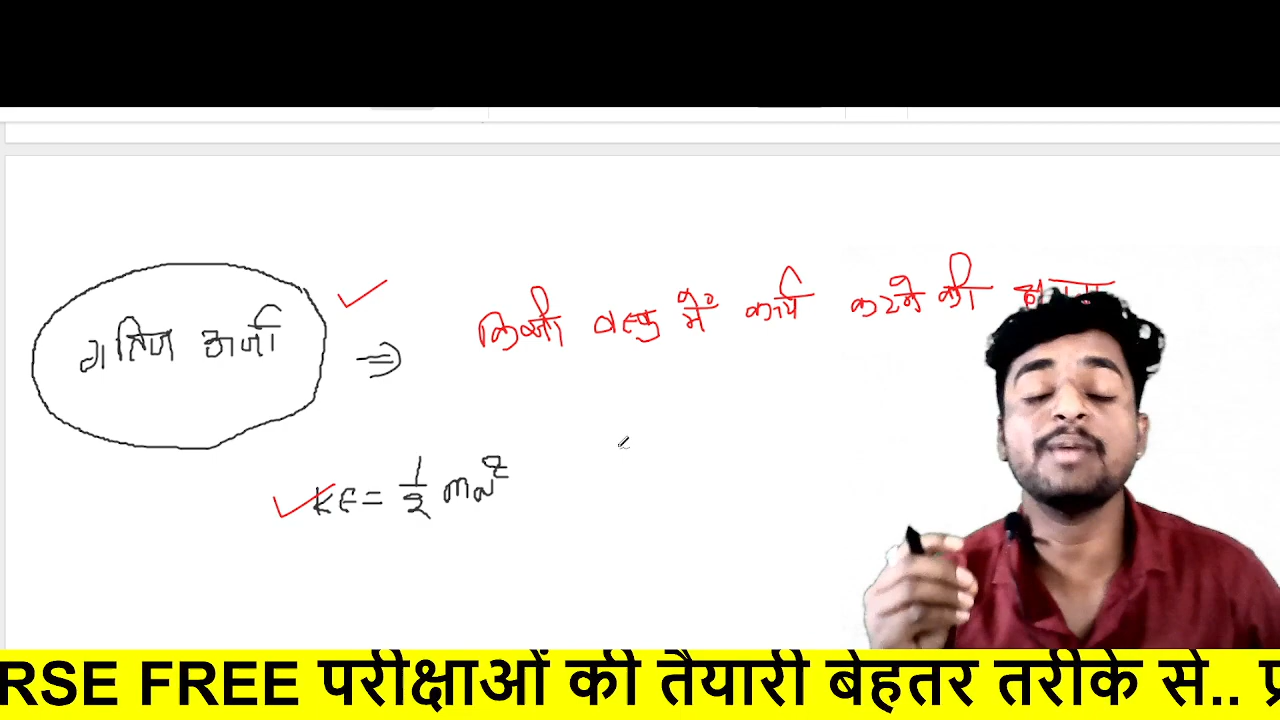 गतिज ऊर्जा
⇒ किसी वस्तु में कार्य करने की
KE = 1/2 mv²
RSE FREE परीक्षाओं की तैयारी बेहतर तरीके से.. प्र